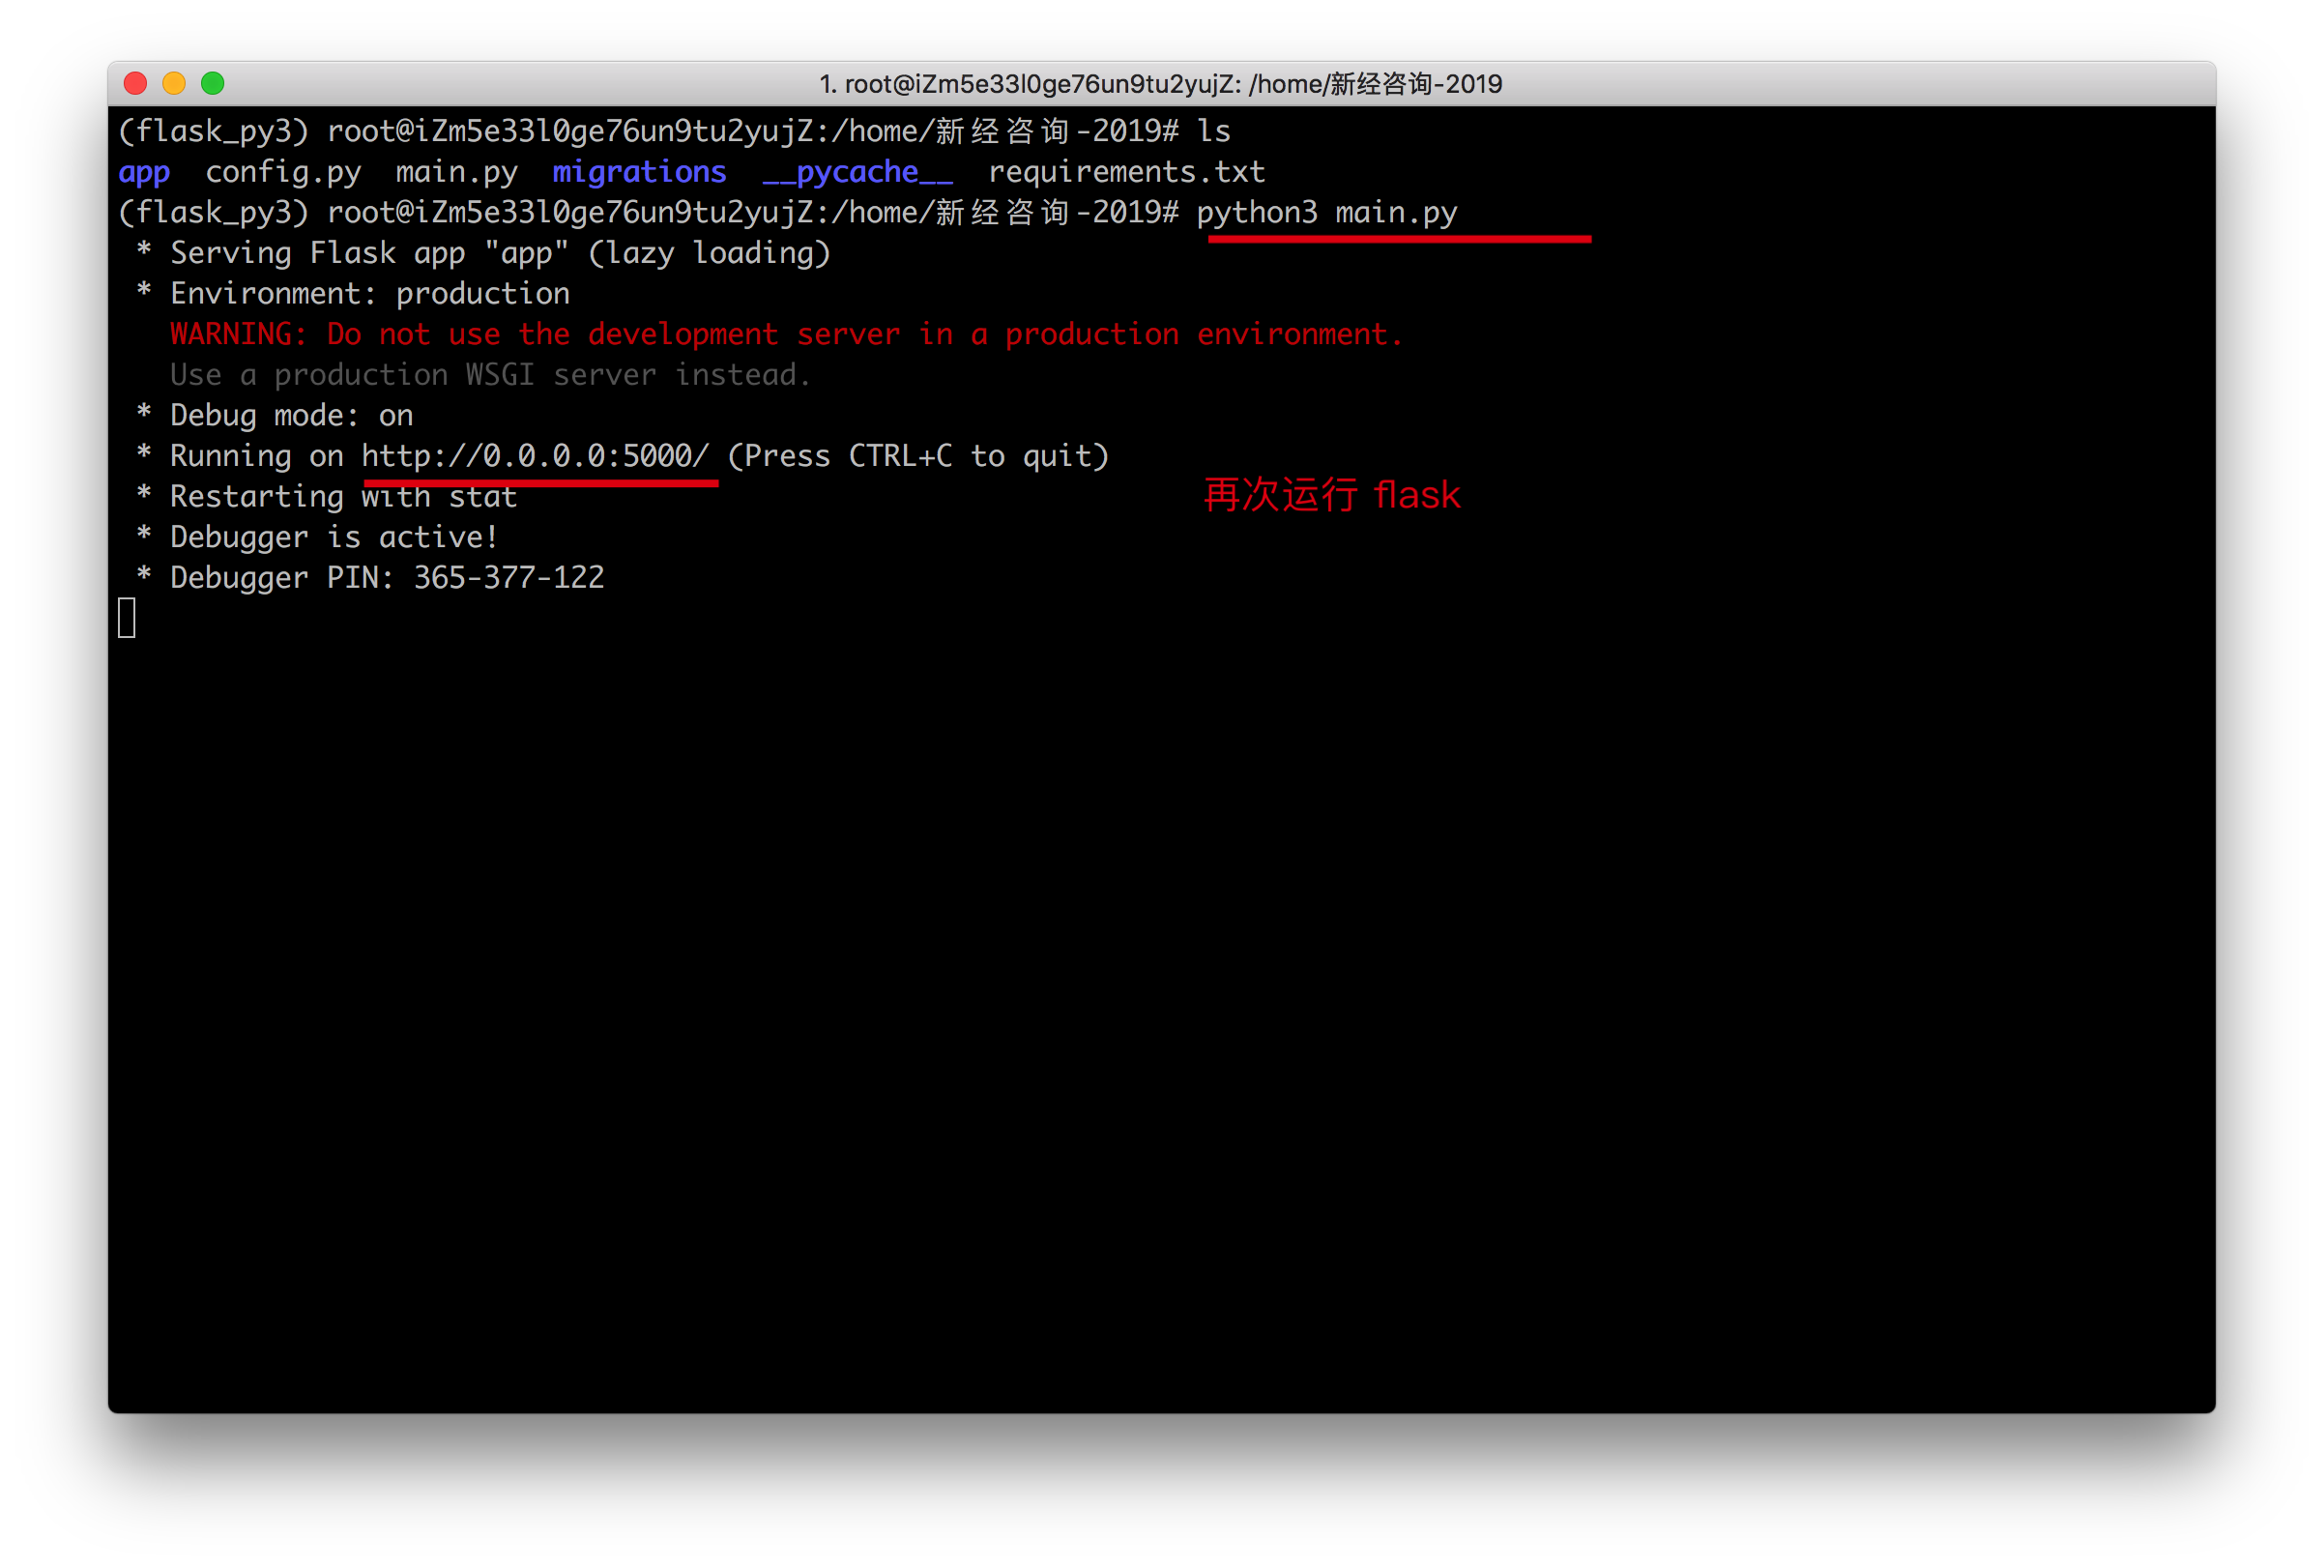 1. root@iZm5e33l0ge76un9tu2yujZ: /home/新经咨询-2019
(flask_py3) root@iZm5e33l0ge76un9tu2yujZ:/home/新经咨询-2019# ls
app  config.py  main.py  migrations  __pycache__  requirements.txt
(flask_py3) root@iZm5e33l0ge76un9tu2yujZ:/home/新经咨询-2019# python3 main.py
 * Serving Flask app "app" (lazy loading)
 * Environment: production
   WARNING: Do not use the development server in a production environment.
   Use a production WSGI server instead.
 * Debug mode: on
 * Running on http://0.0.0.0:5000/ (Press CTRL+C to quit)
 * Restarting with stat
再次运行 flask
 * Debugger is active!
 * Debugger PIN: 365-377-122